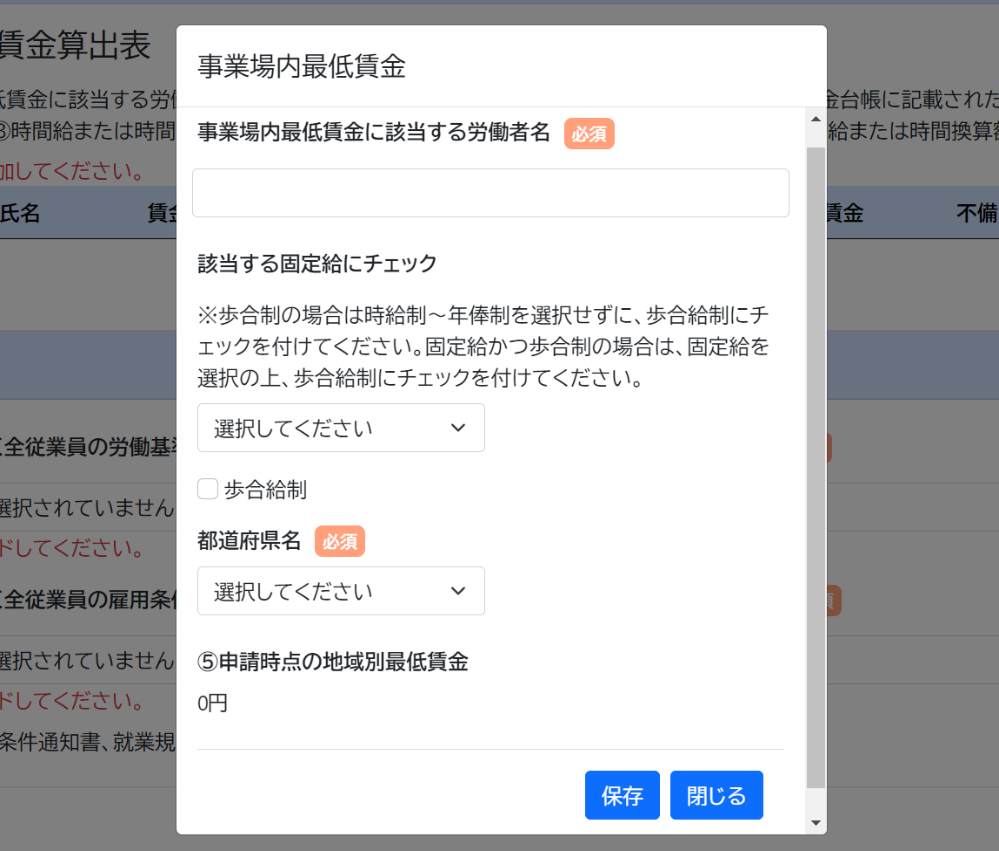 賃金算出表
事業場内最低賃金
賃金に該当する労
金台帳に記載された
事業場内最低賃金に該当する労働者名 必須
③時間給または時間
給または時間換算
加してください。
氏名
賃
賃金
不備
該当する固定給にチェック
※歩合制の場合は時給制～年俸制を選択せずに、歩合給制にチ
ェックを付けてください。固定給かつ歩合制の場合は、固定給を
選択の上、歩合給制にチェックを付けてください。
選択してください
全従業員の労働基
歩合給制
選択されていません
都道府県名 必須
ドしてください。
選択してください
全従業員の雇用条
⑤申請時点の地域別最低賃金
選択されていません
0円
ドしてください。
条件通知書、就業規
保存 閉じる